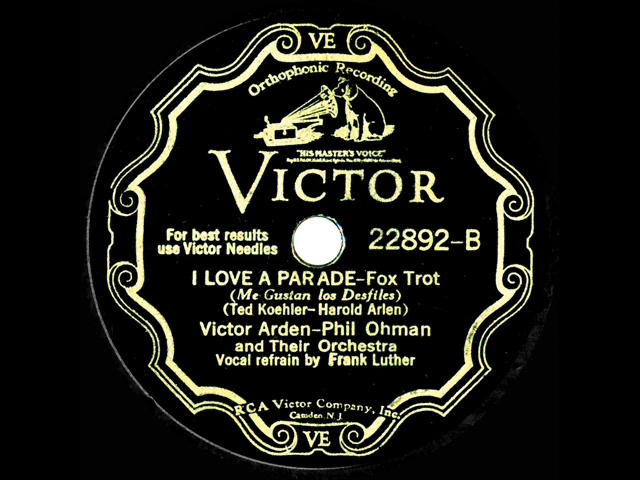 VE
Orthophonic Recording
"HIS MASTER'S VOICE"
VICTOR
For best results
use Victor Needles
22892-B
I LOVE A PARADE-Fox Trot
(Me Gustan los Desfiles)
(Ted Koehler-Harold Arlen)
Victor Arden-Phil Ohman
and Their Orchestra
Vocal refrain by Frank Luther
RCA Victor Company, Inc.
Camden, N.J.
VE